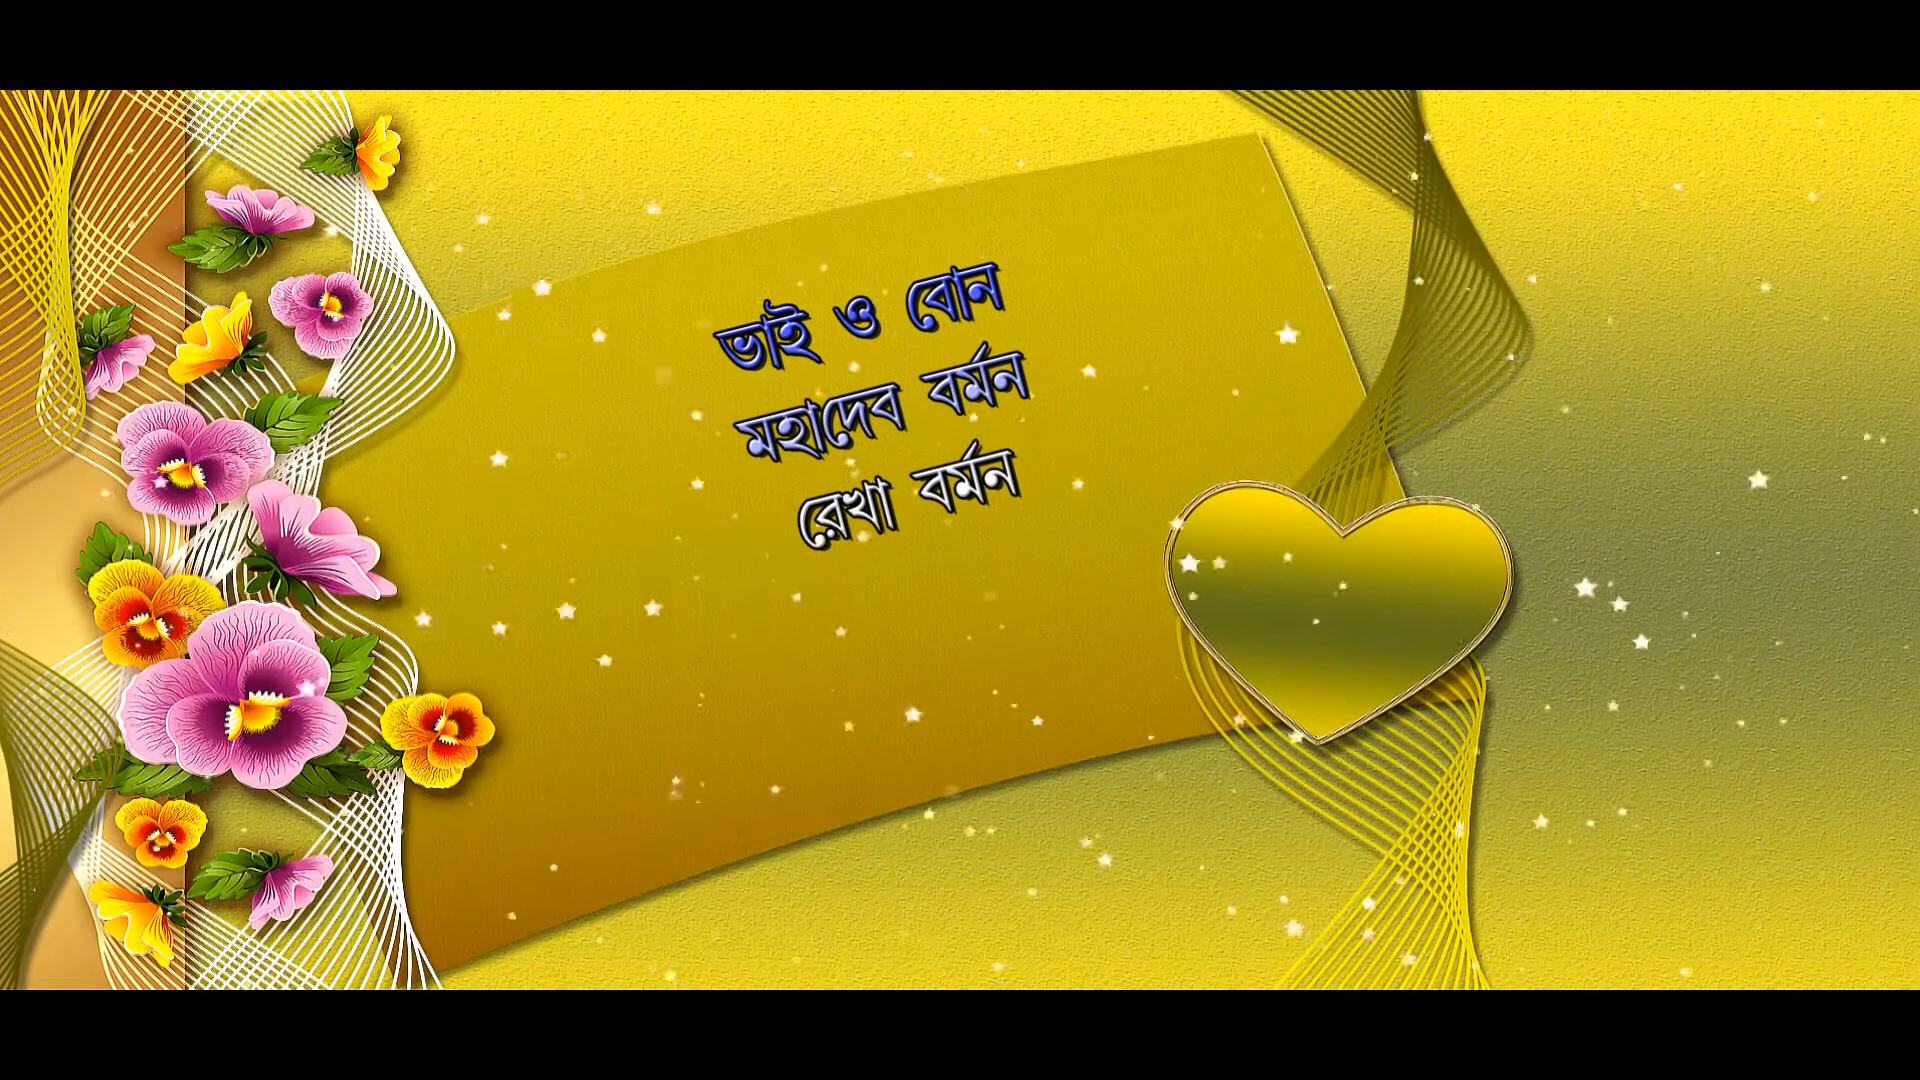 ভাই ও বোন
মহাদেব বর্মন
রেখা বর্মন